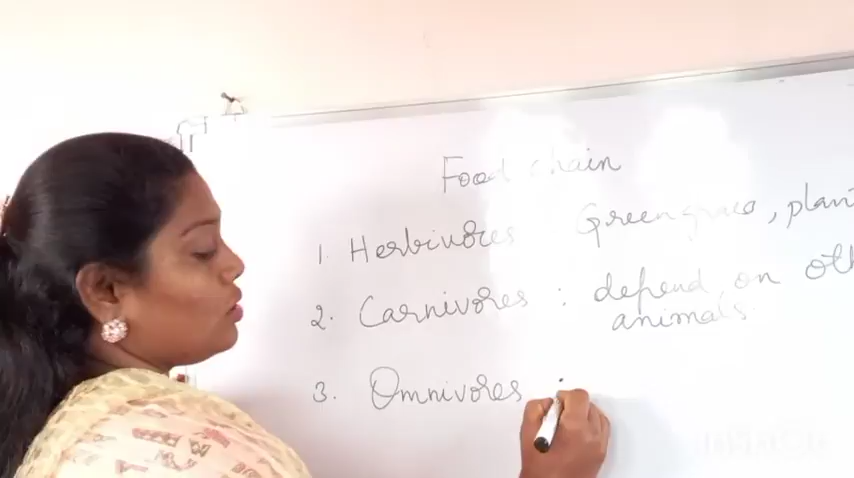 Food chain
1. Herbivores Green grass, plant
2. Carnivores : depend on oth
animals.
3. Omnivores :